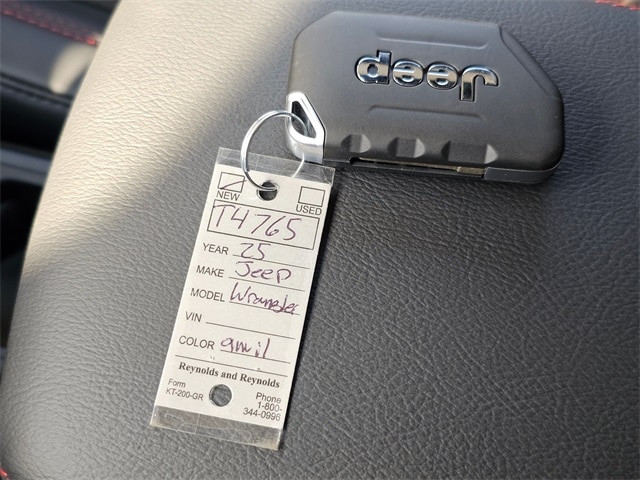 Jeep
NEW USED
T4765
YEAR 25
MAKE Jeep
MODEL Wrangler
VIN
COLOR anvil
Reynolds and Reynolds
Form
KT-200-GR
Phone
1-800-
344-0996